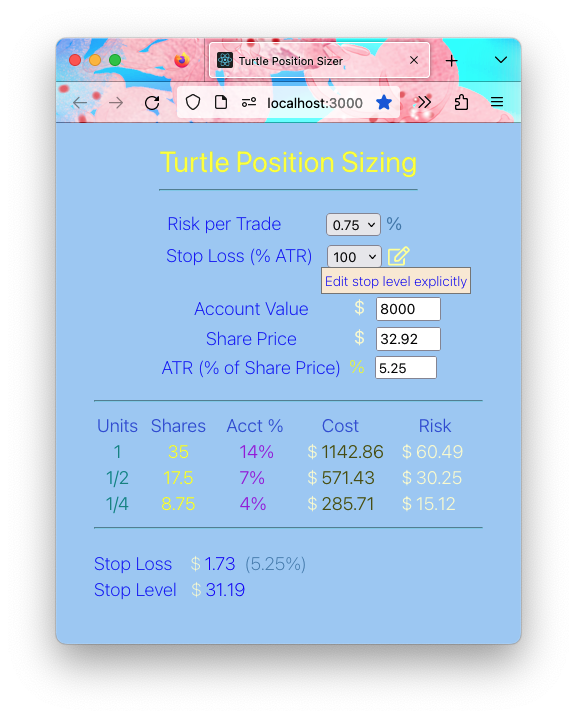 Turtle Position Sizer
localhost:3000
Turtle Position Sizing
Risk per Trade 0.75 %
Stop Loss (% ATR) 100
Edit stop level explicitly
Account Value $ 8000
Share Price $ 32.92
ATR (% of Share Price) % 5.25
Units Shares Acct % Cost Risk
1 35 14% $ 1142.86 $ 60.49
1/2 17.5 7% $ 571.43 $ 30.25
1/4 8.75 4% $ 285.71 $ 15.12
Stop Loss $ 1.73 (5.25%)
Stop Level $ 31.19